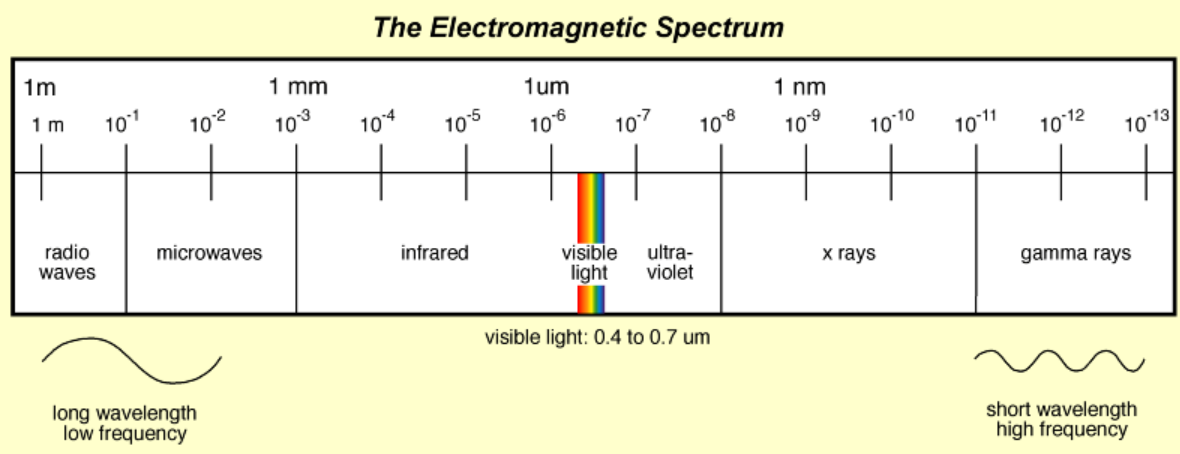 The Electromagnetic Spectrum
1m 1 mm 1um 1 nm
1 m 10⁻¹ 10⁻² 10⁻³ 10⁻⁴ 10⁻⁵ 10⁻⁶ 10⁻⁷ 10⁻⁸ 10⁻⁹ 10⁻¹⁰ 10⁻¹¹ 10⁻¹² 10⁻¹³
radio
waves
microwaves
infrared
visible
light
ultra-
violet
x rays
gamma rays
visible light: 0.4 to 0.7 um
long wavelength
low frequency
short wavelength
high frequency